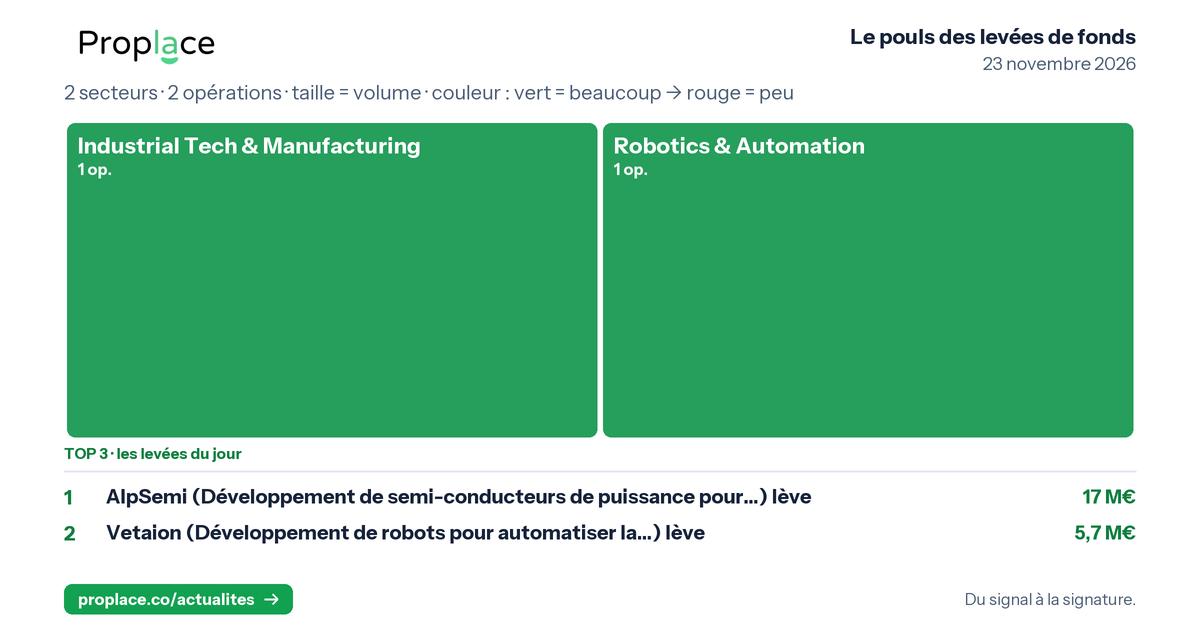 Proplace
Le pouls des levées de fonds
23 novembre 2026
2 secteurs · 2 opérations · taille = volume · couleur : vert = beaucoup → rouge = peu
Industrial Tech & Manufacturing
1 op.
Robotics & Automation
1 op.
TOP 3 · les levées du jour
1 AlpSemi (Développement de semi-conducteurs de puissance pour...) lève 17 M€
2 Vetaion (Développement de robots pour automatiser la...) lève 5,7 M€
proplace.co/actualites →
Du signal à la signature.